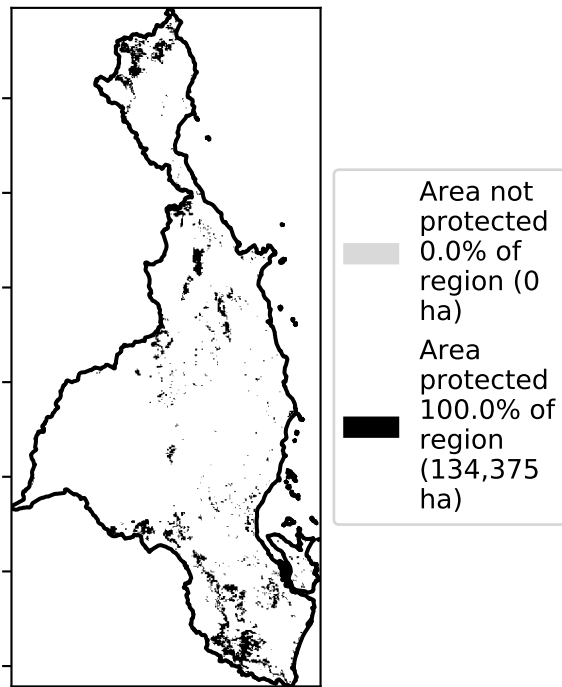 Area not
protected
0.0% of
region (0
ha)
Area
protected
100.0% of
region
(134,375
ha)